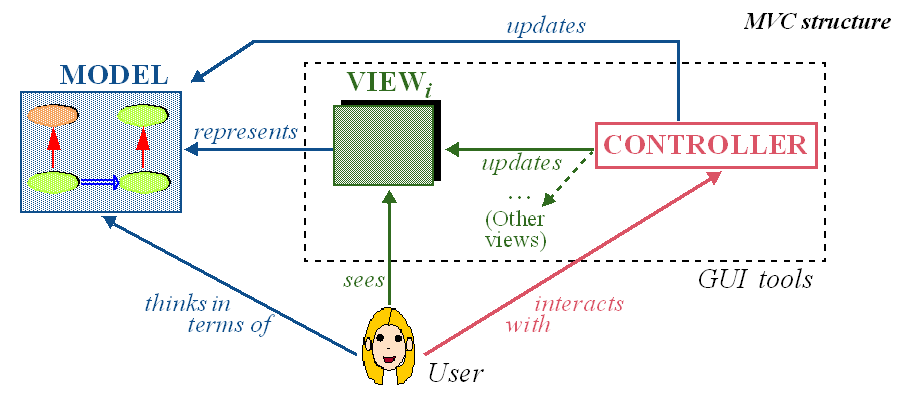 MVC structure
updates
MODEL
VIEWi
represents
CONTROLLER
updates
...
(Other
views)
GUI tools
sees
thinks in
terms of
interacts
with
User